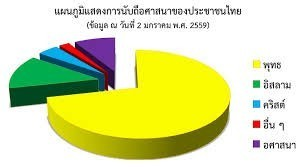 แผนภูมิแสดงการนับถือศาสนาของประชาชนไทย
(ข้อมูล ณ วันที่ 2 มกราคม พ.ศ. 2559)
พุทธ
อิสลาม
คริสต์
อื่น ๆ
อศาสนา